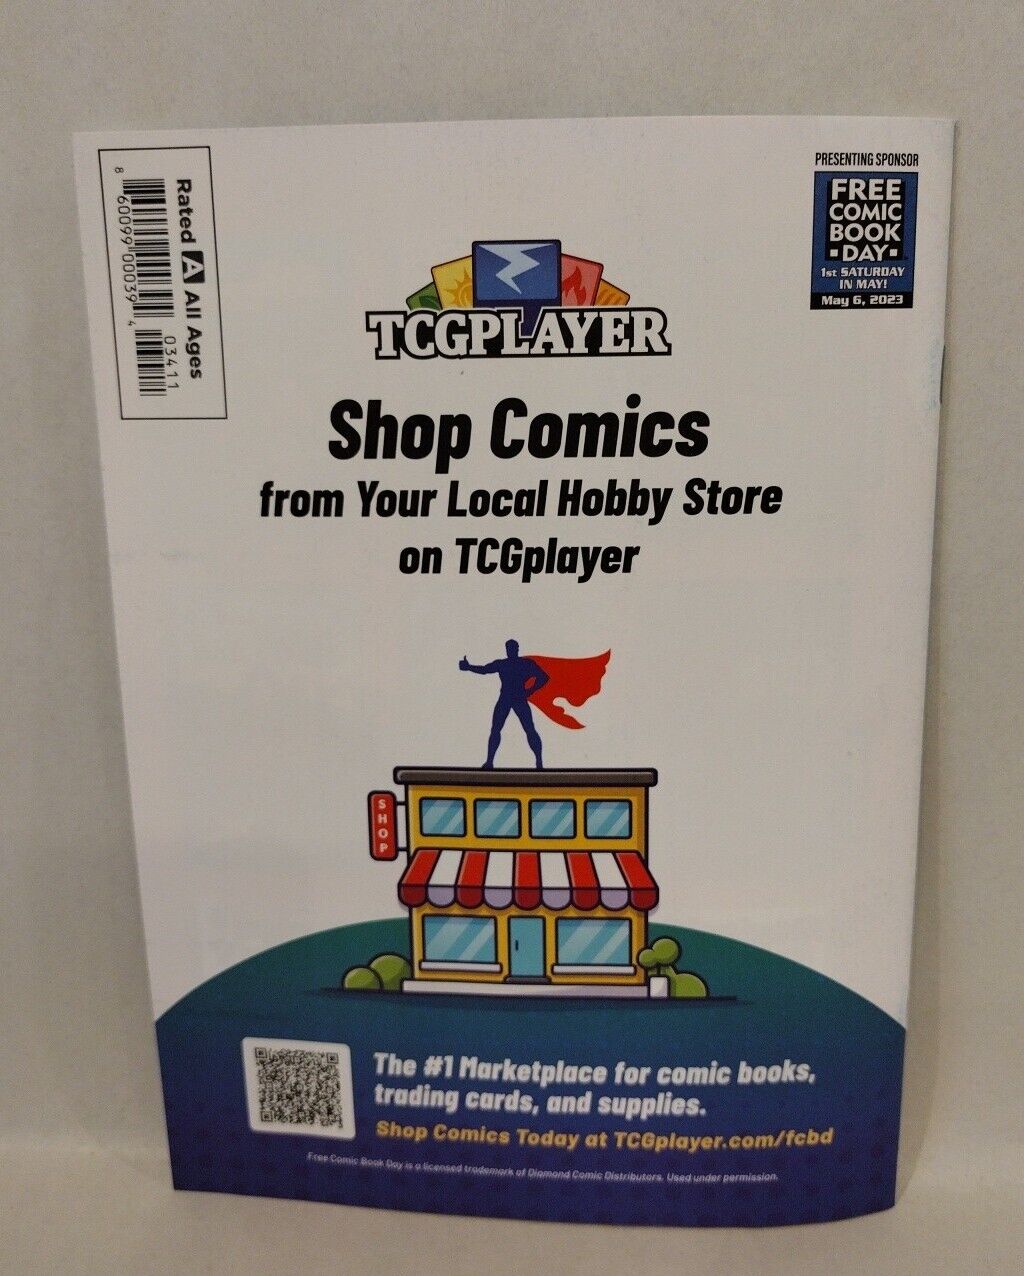 Rated A All Ages
8 60099 00039 4
03411
PRESENTING SPONSOR
FREE
COMIC
BOOK
DAY
1st SATURDAY
IN MAY!
May 6, 2023
TCGPLAYER
Shop Comics
from Your Local Hobby Store
on TCGplayer
SHOP
The #1 Marketplace for comic books,
trading cards, and supplies.
Shop Comics Today at TCGplayer.com/fcbd
Free Comic Book Day is a licensed trademark of Diamond Comic Distributors. Used under permission.